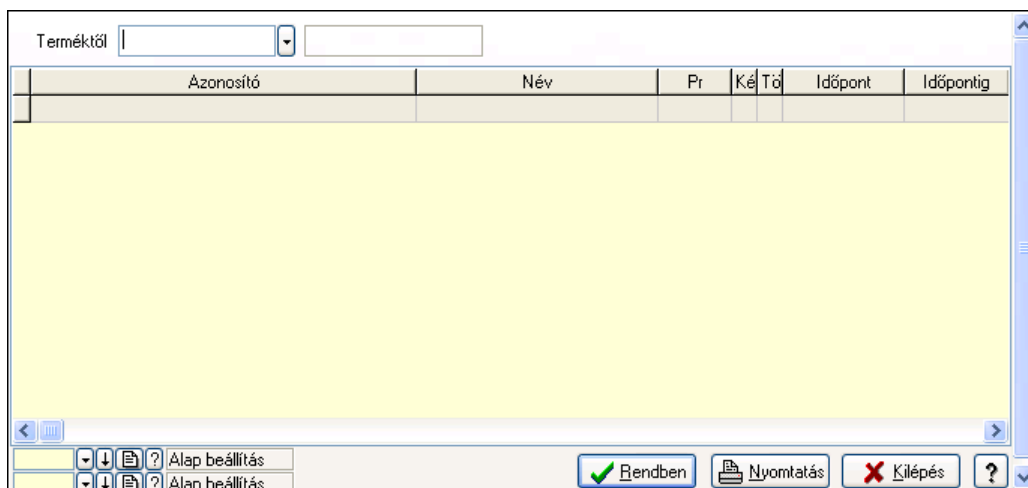 Terméktől
Azonosító Név Pr Ké Tö Időpont Időpontig
? Alap beállítás
? Alap beállítás
Rendben Nyomtatás Kilépés ?